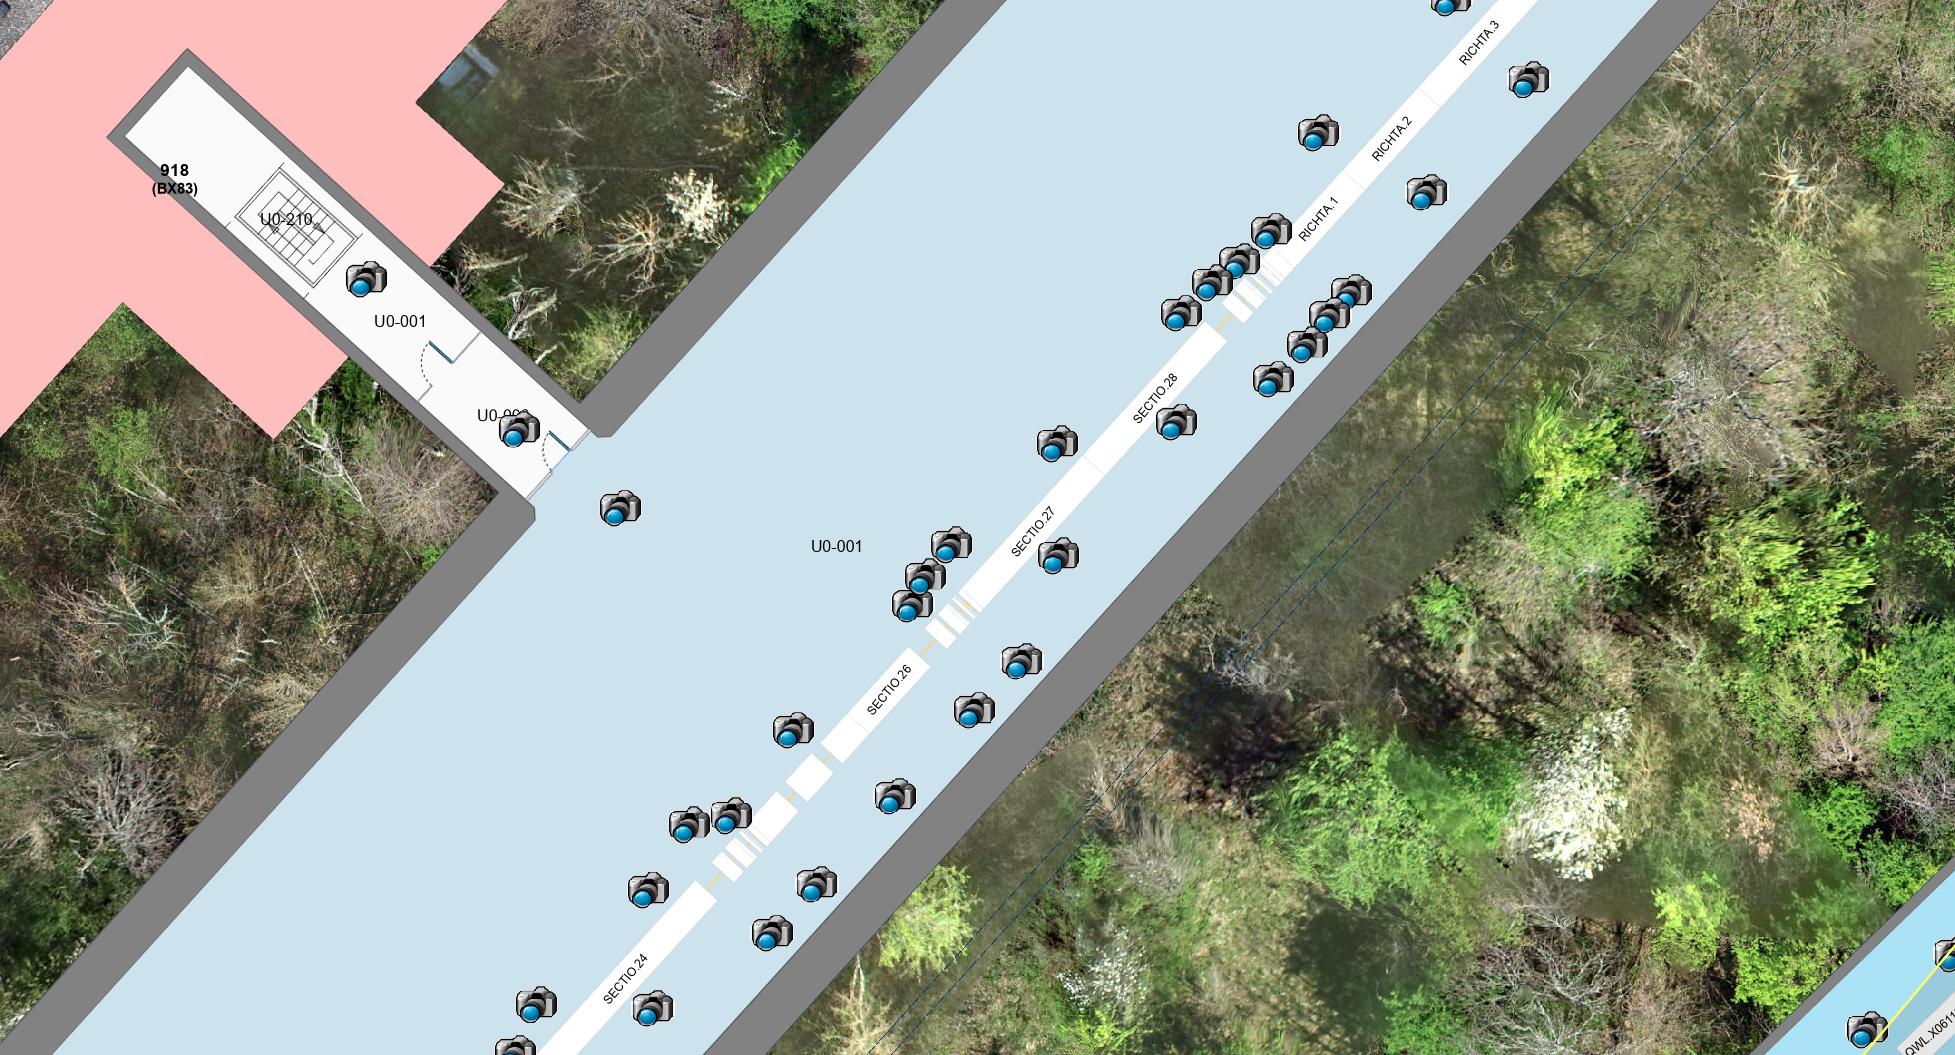 RICHTA.3
RICHTA.2
918
(BX83)
U0-210
RICHTA.1
U0-001
SECTIO.28
SECTIO.27
U0-001
SECTIO.26
SECTIO.24